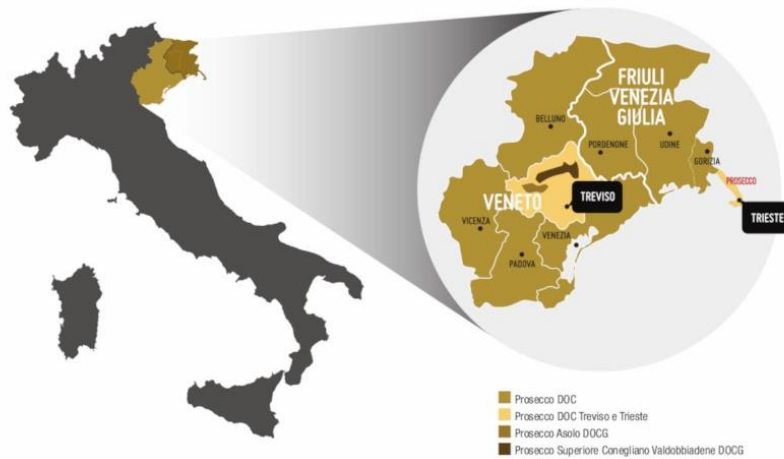 FRIULI
VENEZIA
GIULIA
BELLUNO
PORDENONE
UDINE
GORIZIA
PROSECCO
TREVISO
TRIESTE
VENETO
VICENZA
VENEZIA
PADOVA
Prosecco DOC
Prosecco DOC Treviso e Trieste
Prosecco Asolo DOCG
Prosecco Superiore Conegliano Valdobbiadene DOCG